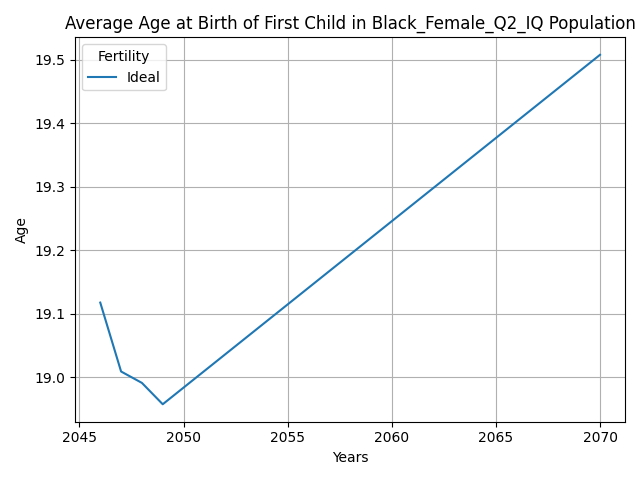 Average Age at Birth of First Child in Black_Female_Q2_IQ Population
Fertility
Ideal
Age
19.5
19.4
19.3
19.2
19.1
19.0
2045 2050 2055 2060 2065 2070
Years